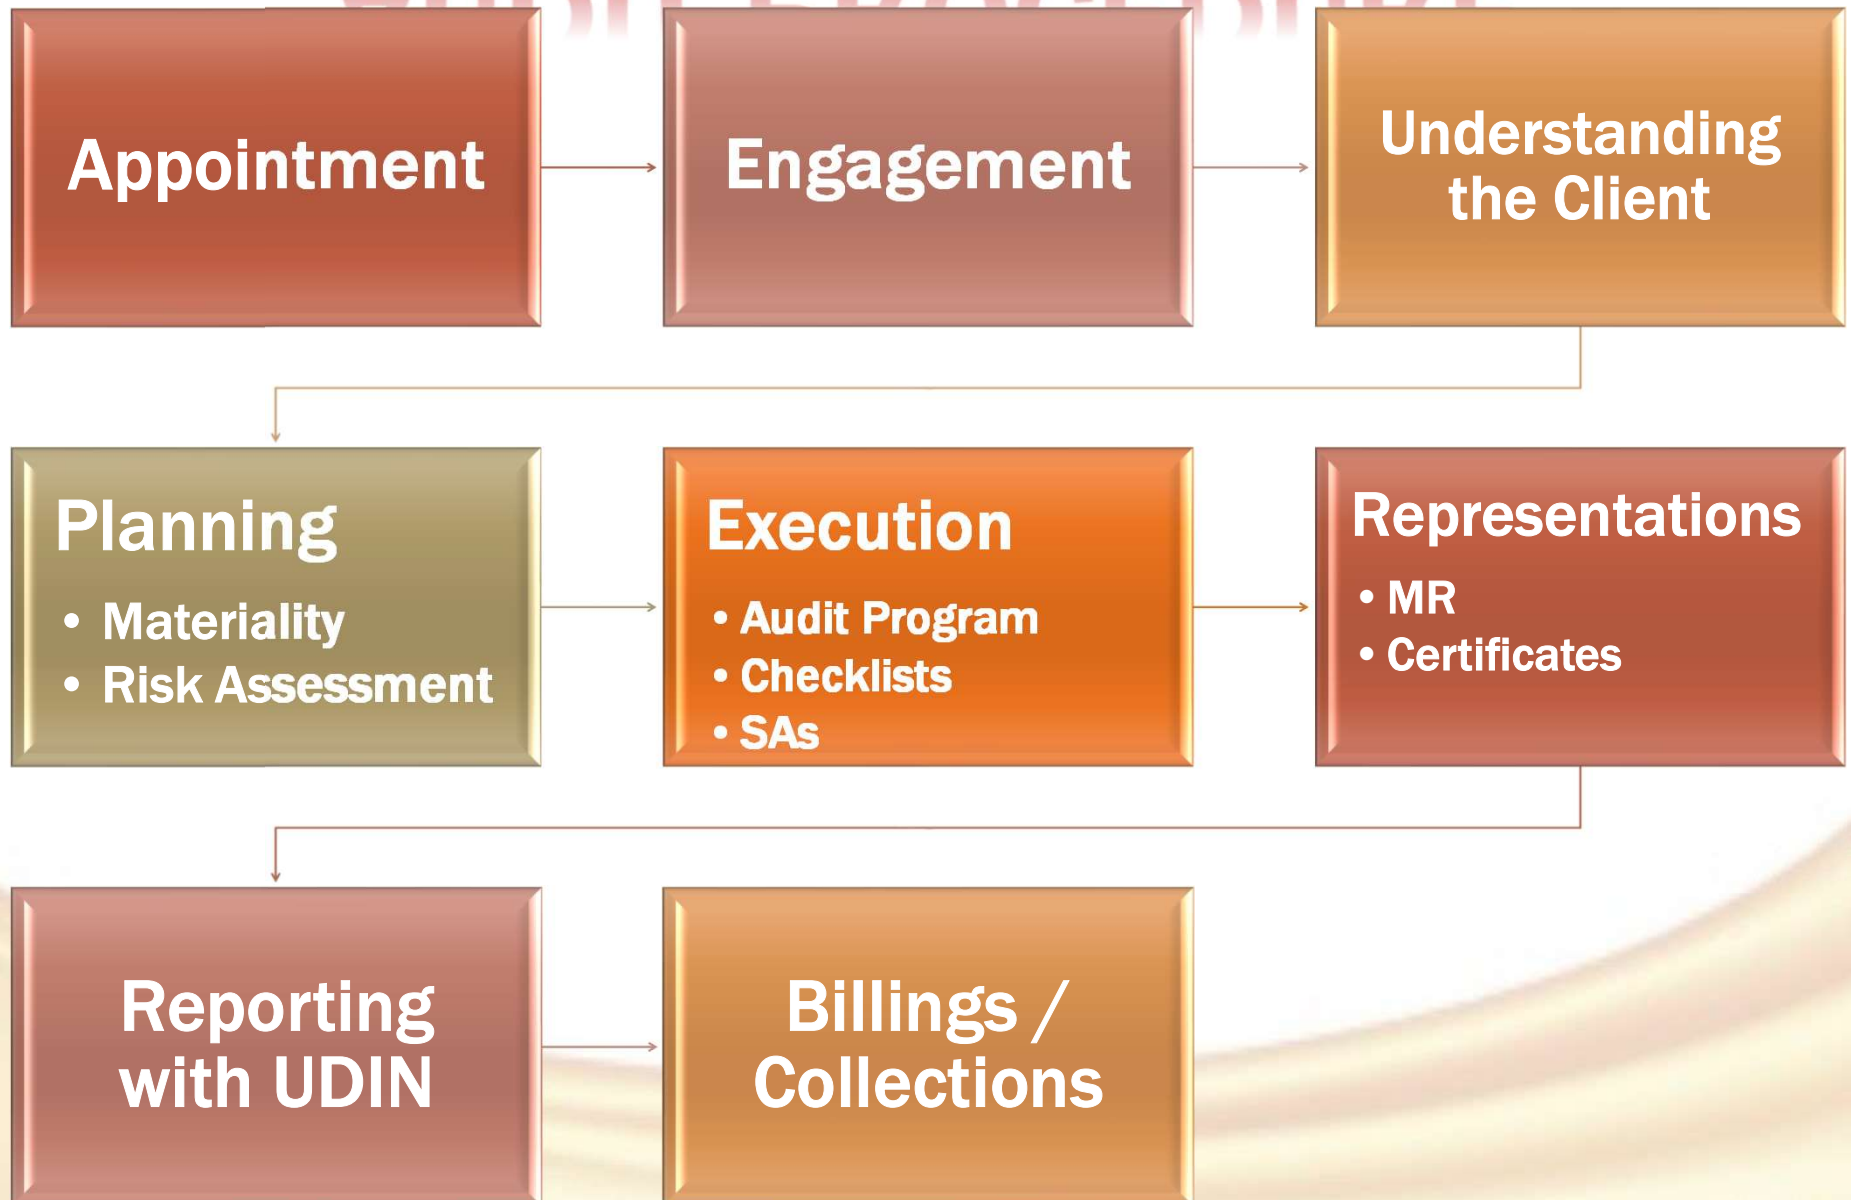 Appointment
Engagement
Understanding
the Client
Planning
• Materiality
• Risk Assessment
Execution
• Audit Program
• Checklists
• SAs
Representations
• MR
• Certificates
Reporting
with UDIN
Billings /
Collections